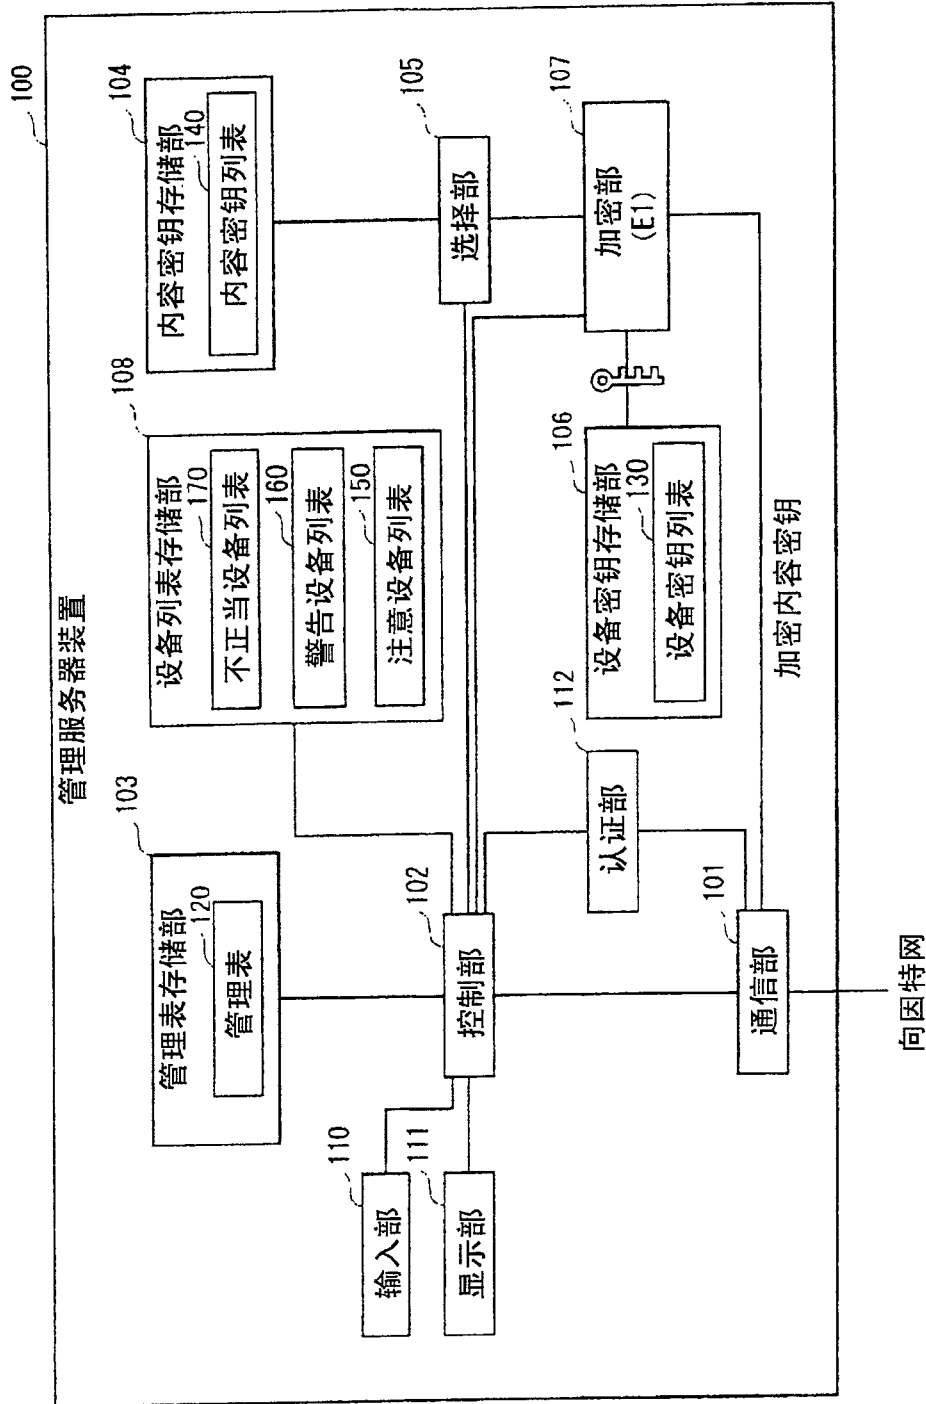 管理服务器装置
100
103
管理表存储部
120
管理表
108
设备列表存储部
170
不正当设备列表
160
警告设备列表
150
注意设备列表
104
内容密钥存储部
140
内容密钥列表
110
输入部
111
显示部
102
控制部
105
选择部
112
认证部
106
设备密钥存储部
130
设备密钥列表
107
加密部
(E1)
101
通信部
加密内容密钥
向因特网